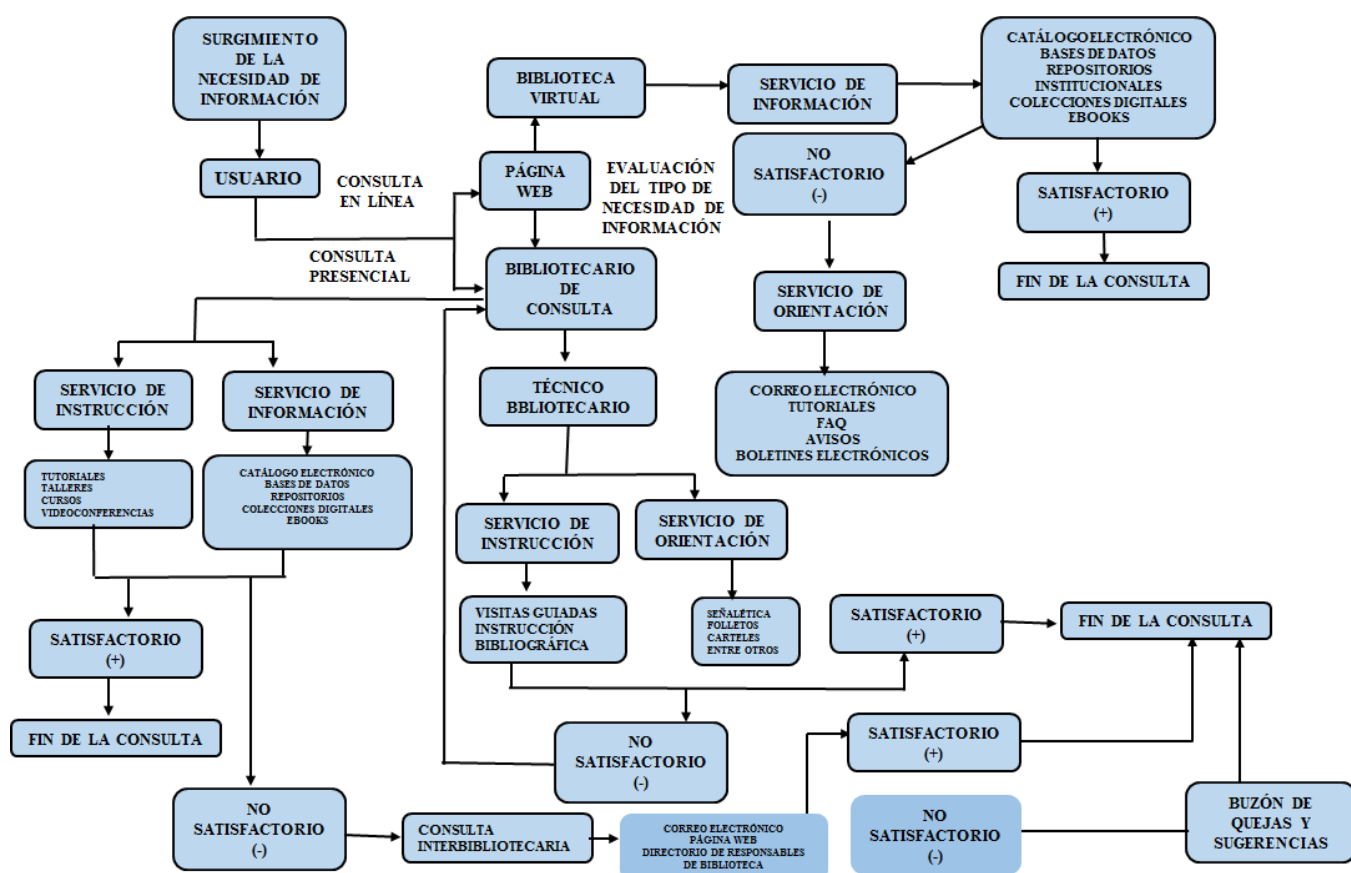 SURGIMIENTO
DE LA
NECESIDAD DE
INFORMACIÓN
USUARIO
CONSULTA
EN LÍNEA
CONSULTA
PRESENCIAL
BIBLIOTECA
VIRTUAL
PÁGINA
WEB
EVALUACIÓN
DEL TIPO DE
NECESIDAD DE
INFORMACIÓN
SERVICIO DE
INFORMACIÓN
CATÁLOGO ELECTRÓNICO
BASES DE DATOS
REPOSITORIOS
INSTITUCIONALES
COLECCIONES DIGITALES
EBOOKS
NO
SATISFACTORIO
(-)
SATISFACTORIO
(+)
FIN DE LA CONSULTA
SERVICIO DE
ORIENTACIÓN
CORREO ELECTRÓNICO
TUTORIALES
FAQ
AVISOS
BOLETINES ELECTRÓNICOS
BIBLIOTECARIO
DE
CONSULTA
SERVICIO DE
INSTRUCCIÓN
SERVICIO DE
INFORMACIÓN
TUTORIALES
TALLERES
CURSOS
VIDEOCONFERENCIAS
CATÁLOGO ELECTRÓNICO
BASES DE DATOS
REPOSITORIOS
COLECCIONES DIGITALES
EBOOKS
TÉCNICO
BBLIOTECARIO
SERVICIO DE
INSTRUCCIÓN
SERVICIO DE
ORIENTACIÓN
VISITAS GUIADAS
INSTRUCCIÓN
BIBLIOGRÁFICA
SEÑALÉTICA
FOLLETOS
CARTELES
ENTRE OTROS
SATISFACTORIO
(+)
FIN DE LA CONSULTA
SATISFACTORIO
(+)
FIN DE LA CONSULTA
NO
SATISFACTORIO
(-)
SATISFACTORIO
(+)
NO
SATISFACTORIO
(-)
CONSULTA
INTERBIBLIOTECARIA
CORREO ELECTRÓNICO
PÁGINA WEB
DIRECTORIO DE RESPONSABLES
DE BIBLIOTECA
NO
SATISFACTORIO
(-)
BUZÓN DE
QUEJAS Y
SUGERENCIAS